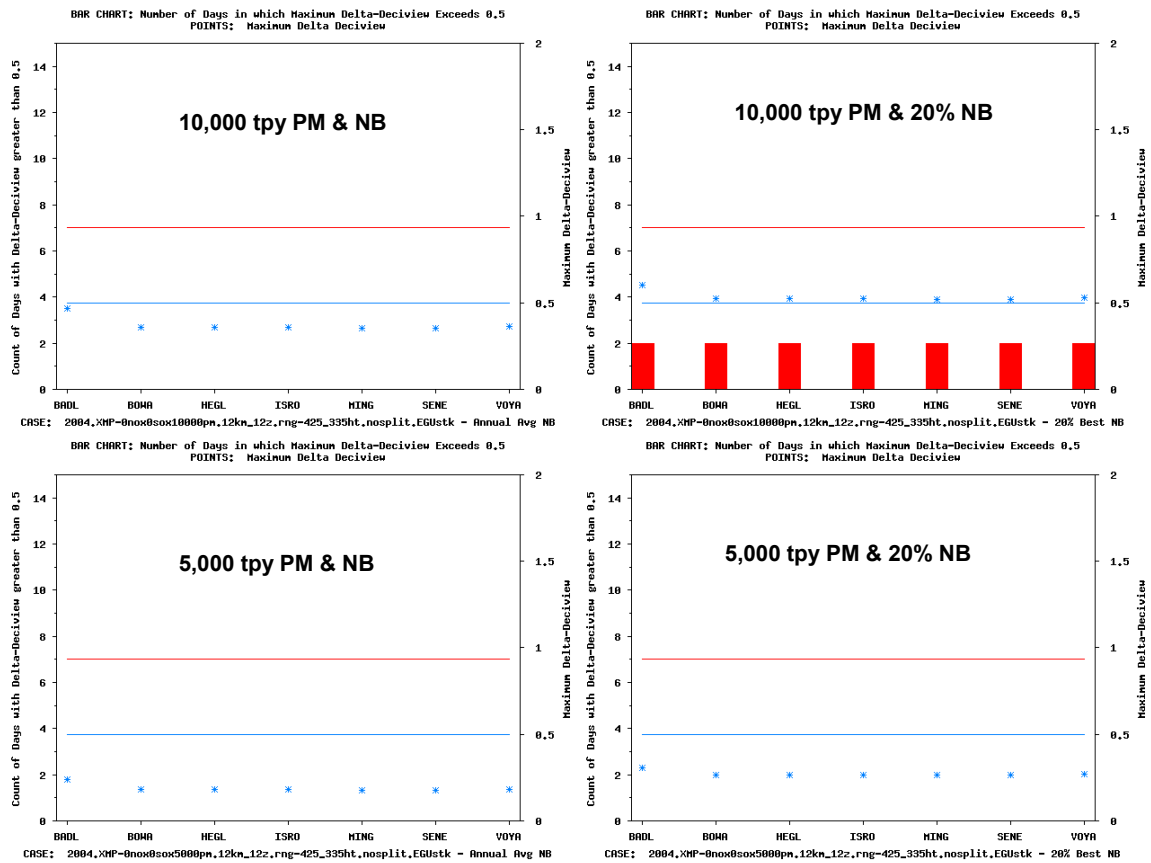 BAR CHART: Number of Days in which Maximum Delta-Deciview Exceeds 0.5
POINTS: Maximum Delta Deciview
Count of Days with Delta-Deciview greater than 0.5
14
12
10
8
6
4
2
0
10,000 tpy PM & NB
2
1.5
1
0.5
0
Maximum Delta-Deciview
BADL BOWA HEGL ISRO MING SENE VOYA
CASE: 2004.XMP-0nox0sox10000pm.12km_12z.rng-425_335ht.nosplit.EGUstk - Annual Avg NB
BAR CHART: Number of Days in which Maximum Delta-Deciview Exceeds 0.5
POINTS: Maximum Delta Deciview
Count of Days with Delta-Deciview greater than 0.5
14
12
10
8
6
4
2
0
10,000 tpy PM & 20% NB
2
1.5
1
0.5
0
Maximum Delta-Deciview
BADL BOWA HEGL ISRO MING SENE VOYA
CASE: 2004.XMP-0nox0sox10000pm.12km_12z.rng-425_335ht.nosplit.EGUstk - 20% Best NB
BAR CHART: Number of Days in which Maximum Delta-Deciview Exceeds 0.5
POINTS: Maximum Delta Deciview
Count of Days with Delta-Deciview greater than 0.5
14
12
10
8
6
4
2
0
5,000 tpy PM & NB
2
1.5
1
0.5
0
Maximum Delta-Deciview
BADL BOWA HEGL ISRO MING SENE VOYA
CASE: 2004.XMP-0nox0sox5000pm.12km_12z.rng-425_335ht.nosplit.EGUstk - Annual Avg NB
BAR CHART: Number of Days in which Maximum Delta-Deciview Exceeds 0.5
POINTS: Maximum Delta Deciview
Count of Days with Delta-Deciview greater than 0.5
14
12
10
8
6
4
2
0
5,000 tpy PM & 20% NB
2
1.5
1
0.5
0
Maximum Delta-Deciview
BADL BOWA HEGL ISRO MING SENE VOYA
CASE: 2004.XMP-0nox0sox5000pm.12km_12z.rng-425_335ht.nosplit.EGUstk - 20% Best NB